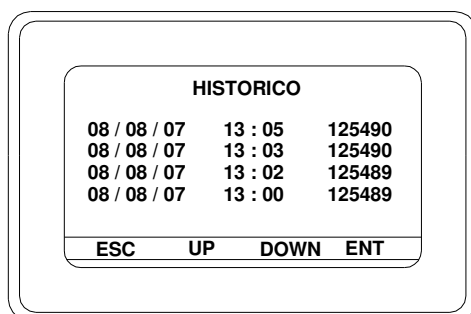 HISTORICO
08 / 08 / 07 13 : 05 125490
08 / 08 / 07 13 : 03 125490
08 / 08 / 07 13 : 02 125489
08 / 08 / 07 13 : 00 125489
ESC UP DOWN ENT